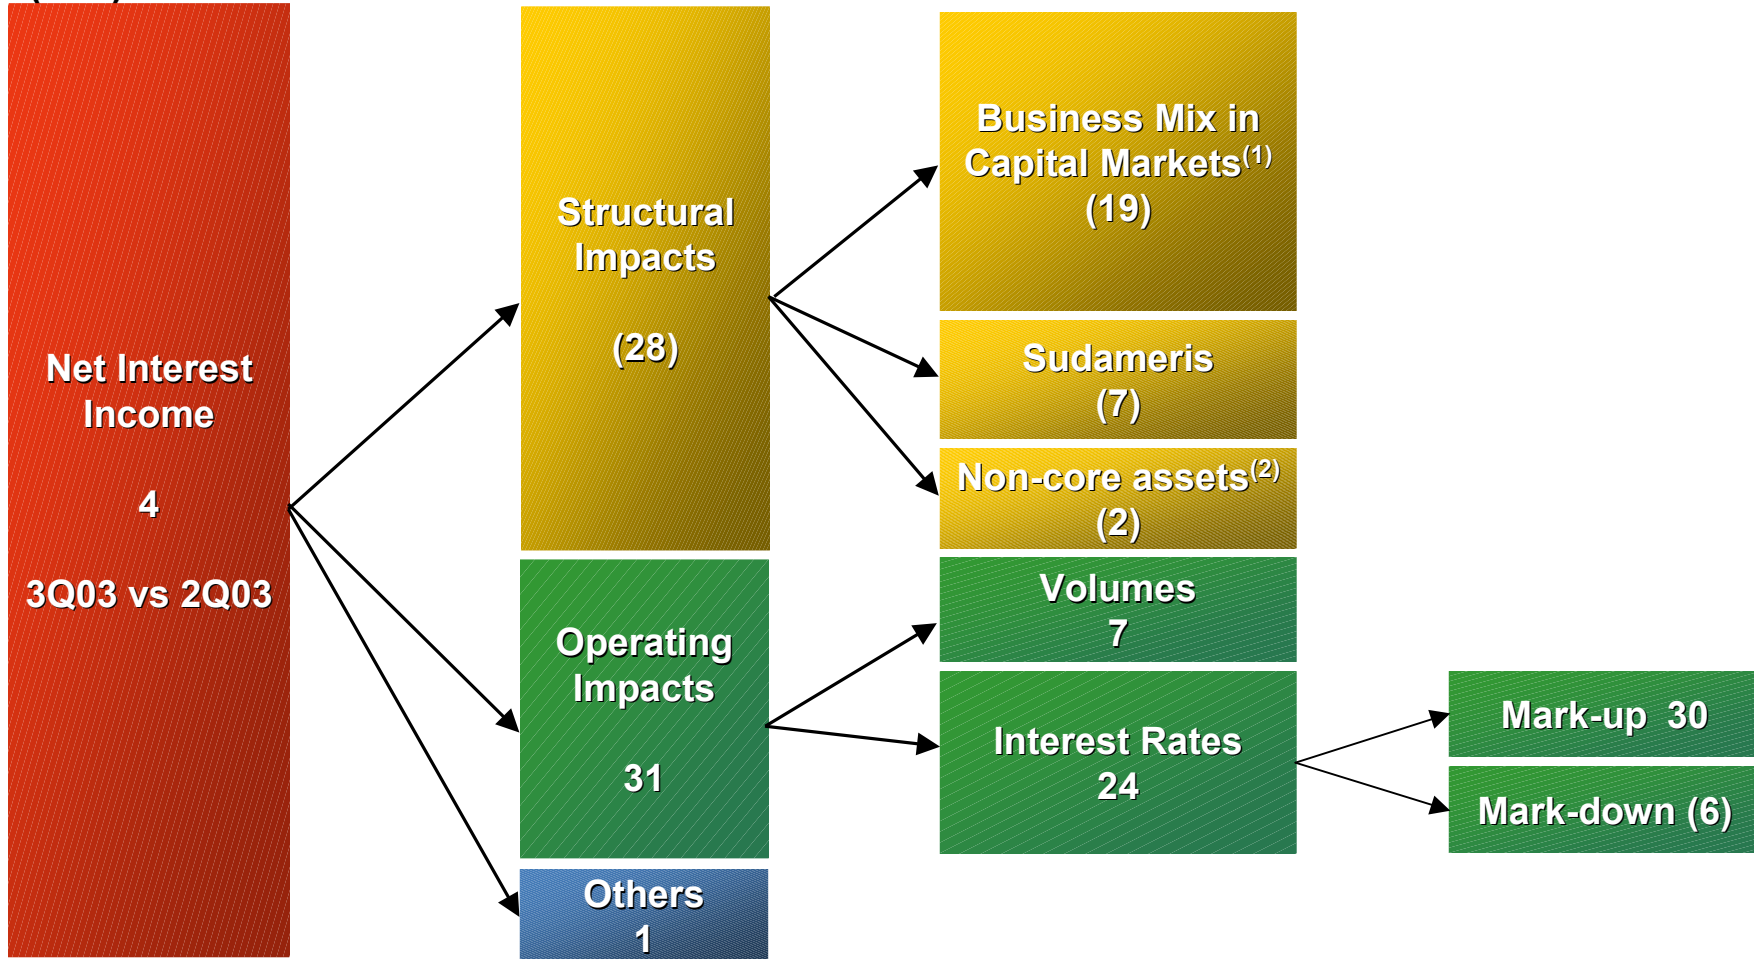 Net Interest
Income
4
3Q03 vs 2Q03
Structural
Impacts
(28)
Operating
Impacts
31
Others
1
Business Mix in
Capital Markets(1)
(19)
Sudameris
(7)
Non-core assets(2)
(2)
Volumes
7
Interest Rates
24
Mark-up 30
Mark-down (6)